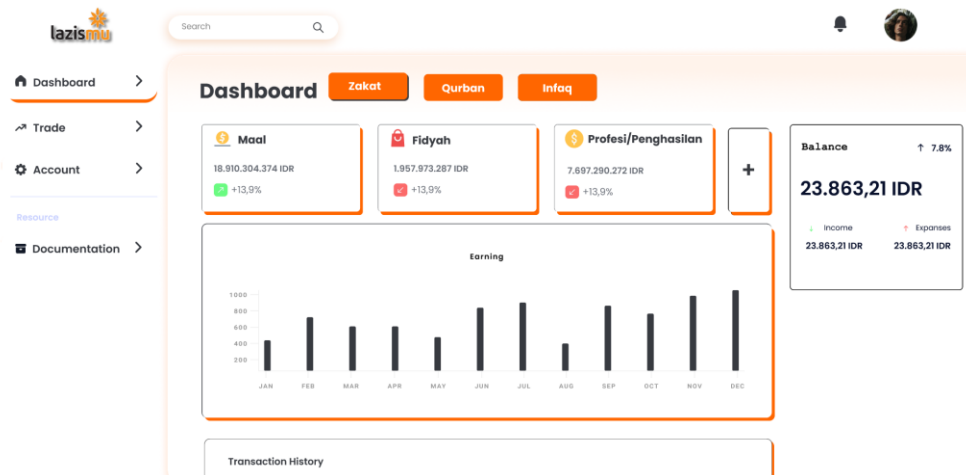 lazismu
Search
Dashboard
Trade
Account
Resource
Documentation
Dashboard
Zakat
Qurban
Infaq
Maal
18.910.304.374 IDR
+13,9%
Fidyah
1.957.973.287 IDR
+13,9%
Profesi/Penghasilan
7.697.290.272 IDR
+13,9%
+
Balance
↑ 7.8%
23.863,21 IDR
↓ Income
↑ Expanses
23.863,21 IDR
23.863,21 IDR
Earning
1000
800
600
400
200
JAN FEB MAR APR MAY JUN JUL AUG SEP OCT NOV DEC
Transaction History